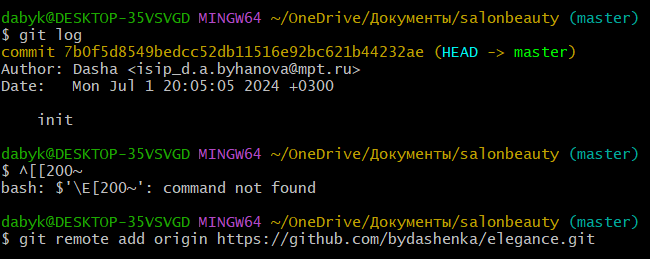 dabyk@DESKTOP-35VSVGD MINGW64 ~/OneDrive/Документы/salonbeauty (master)
$ git log
commit 7b0f5d8549bedcc52db11516e92bc621b44232ae (HEAD -> master)
Author: Dasha <isip_d.a.byhanova@mpt.ru>
Date:   Mon Jul 1 20:05:05 2024 +0300
    init
dabyk@DESKTOP-35VSVGD MINGW64 ~/OneDrive/Документы/salonbeauty (master)
$ ^[[200~
bash: $'\E[200~': command not found
dabyk@DESKTOP-35VSVGD MINGW64 ~/OneDrive/Документы/salonbeauty (master)
$ git remote add origin https://github.com/bydashenka/elegance.git